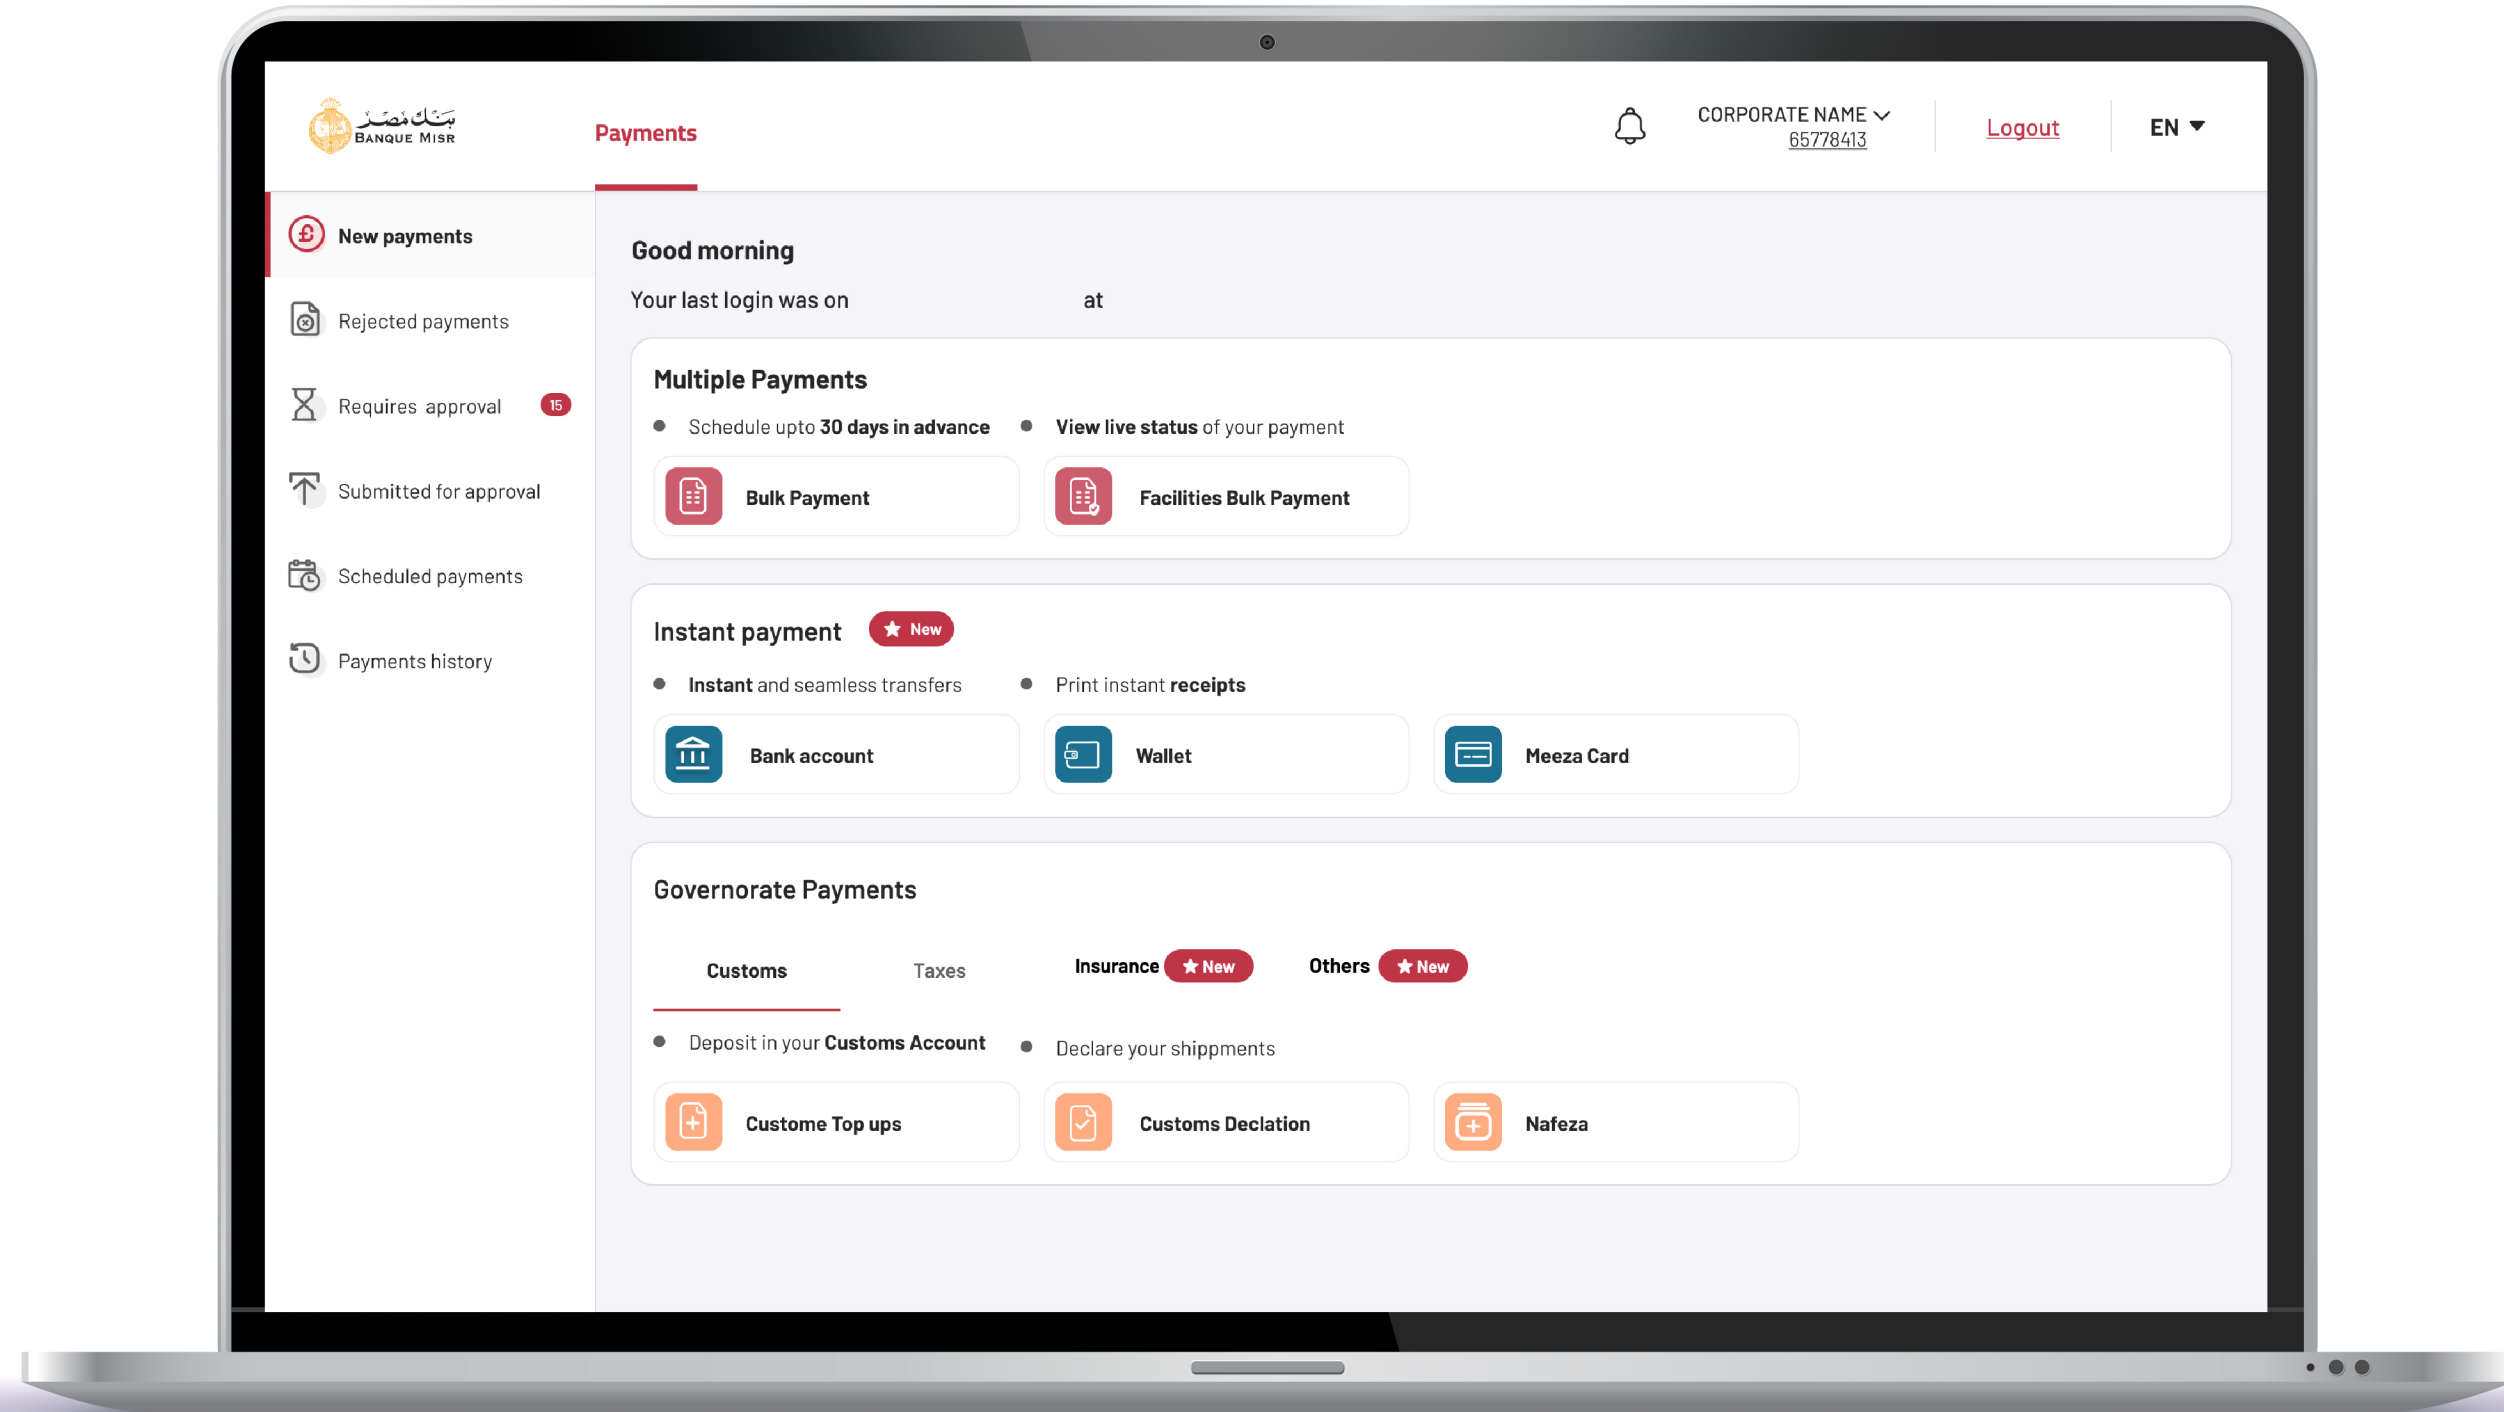 بنك مصر
BANQUE MISR
Payments
CORPORATE NAME
65778413
Logout
EN
New payments
Rejected payments
Requires approval 15
Submitted for approval
Scheduled payments
Payments history
Good morning
Your last login was on at
Multiple Payments
Schedule upto 30 days in advance
View live status of your payment
Bulk Payment
Facilities Bulk Payment
Instant payment New
Instant and seamless transfers
Print instant receipts
Bank account
Wallet
Meeza Card
Governorate Payments
Customs
Taxes
Insurance New
Others New
Deposit in your Customs Account
Declare your shippments
Custome Top ups
Customs Declation
Nafeza